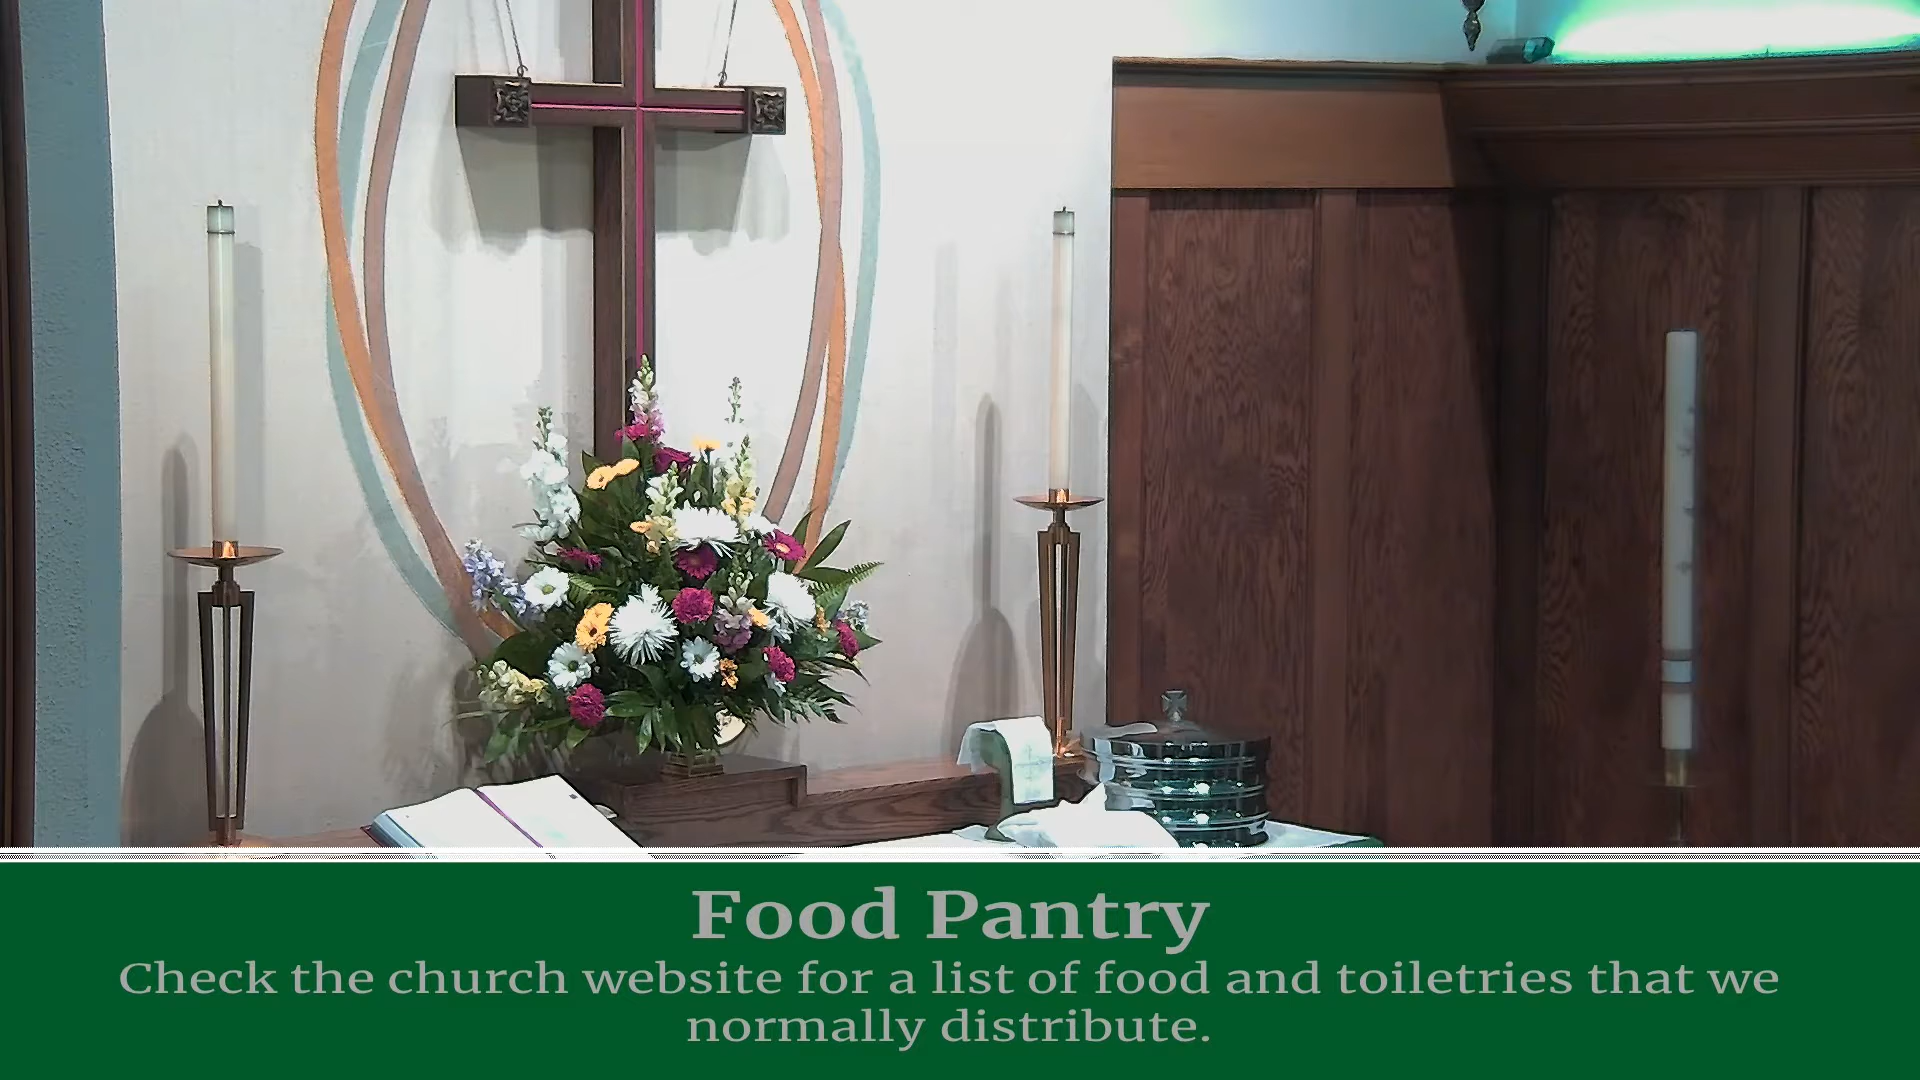 Food Pantry
Check the church website for a list of food and toiletries that we
normally distribute.